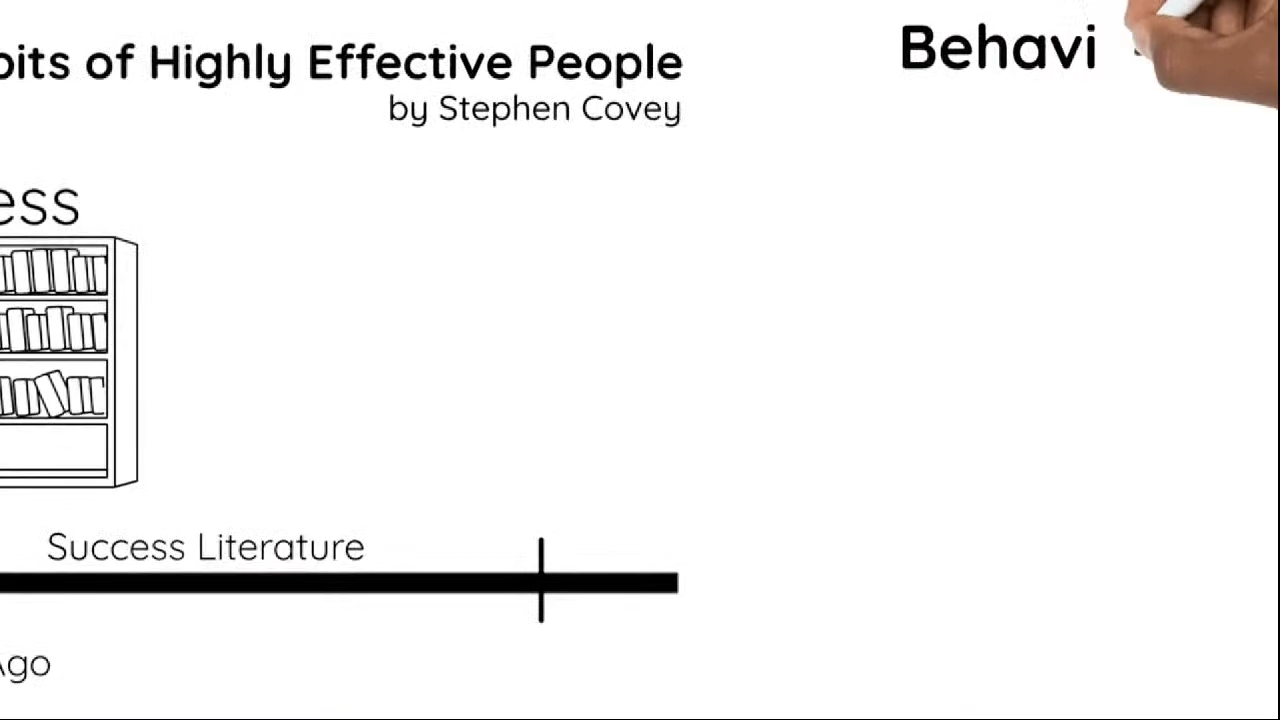 bits of Highly Effective People
by Stephen Covey
Behavi
ess
Success Literature
Ago